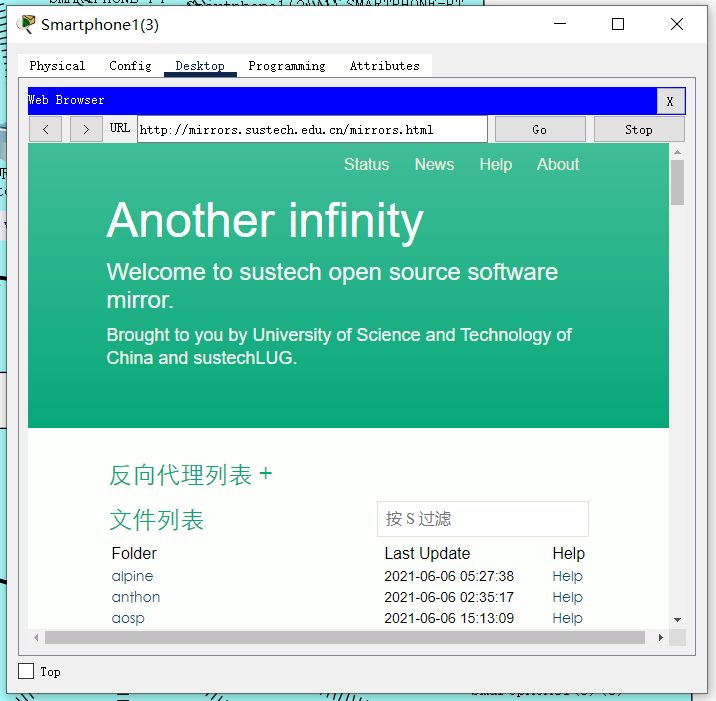 Smartphone1(3)
Physical Config Desktop Programming Attributes
Web Browser X
< > URL http://mirrors.sustech.edu.cn/mirrors.html Go Stop
Status News Help About
Another infinity
Welcome to sustech open source software
mirror.
Brought to you by University of Science and Technology of
China and sustechLUG.
反向代理列表 +
文件列表 按 S 过滤
Folder Last Update Help
alpine 2021-06-06 05:27:38 Help
anthon 2021-06-06 02:35:17 Help
aosp 2021-06-06 15:13:09 Help
Top